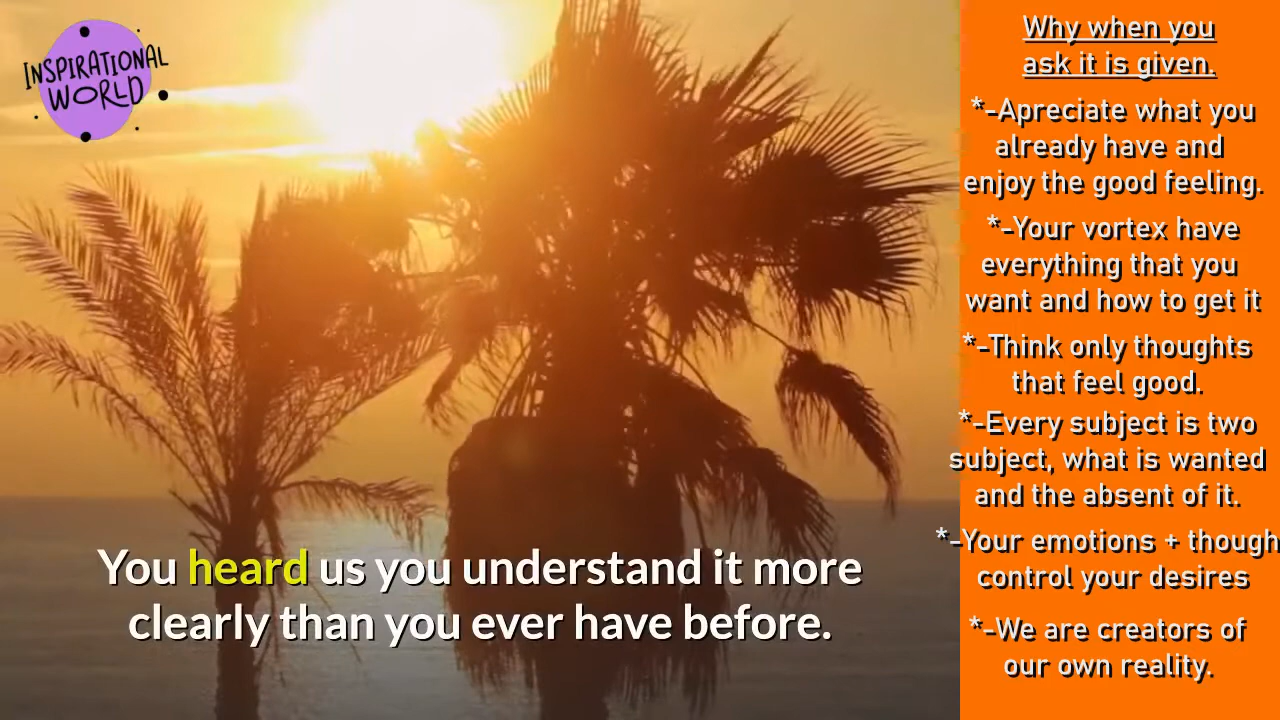 INSPIRATIONAL
WORLD
You heard us you understand it more
clearly than you ever have before.
Why when you
ask it is given.
*-Apreciate what you
already have and
enjoy the good feeling.
*-Your vortex have
everything that you
want and how to get it
*-Think only thoughts
that feel good.
*-Every subject is two
subject, what is wanted
and the absent of it.
*-Your emotions + though
control your desires
*-We are creators of
our own reality.